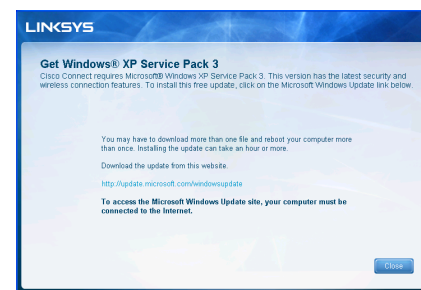 LINKSYS
Get Windows® XP Service Pack 3
Cisco Connect requires Microsoft® Windows XP Service Pack 3. This version has the latest security and
wireless connection features. To install this free update, click on the Microsoft Windows Update link below.
You may have to download more than one file and reboot your computer more
than once. Installing the update can take an hour or more.
Download the update from this website.
http://update.microsoft.com/windowsupdate
To access the Microsoft Windows Update site, your computer must be
connected to the Internet.
Close